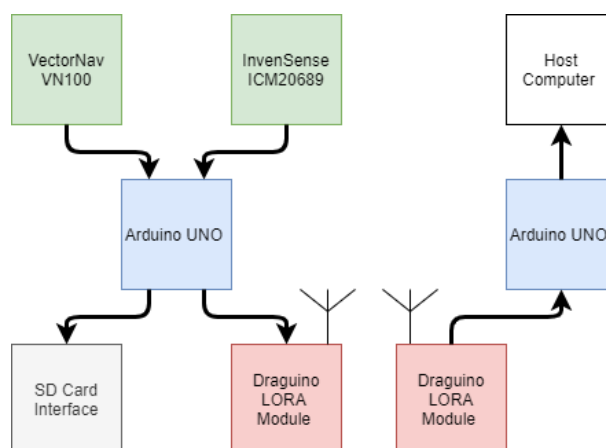 VectorNav
VN100
InvenSense
ICM20689
Host
Computer
Arduino UNO
Arduino UNO
SD Card
Interface
Draguino
LORA
Module
Draguino
LORA
Module